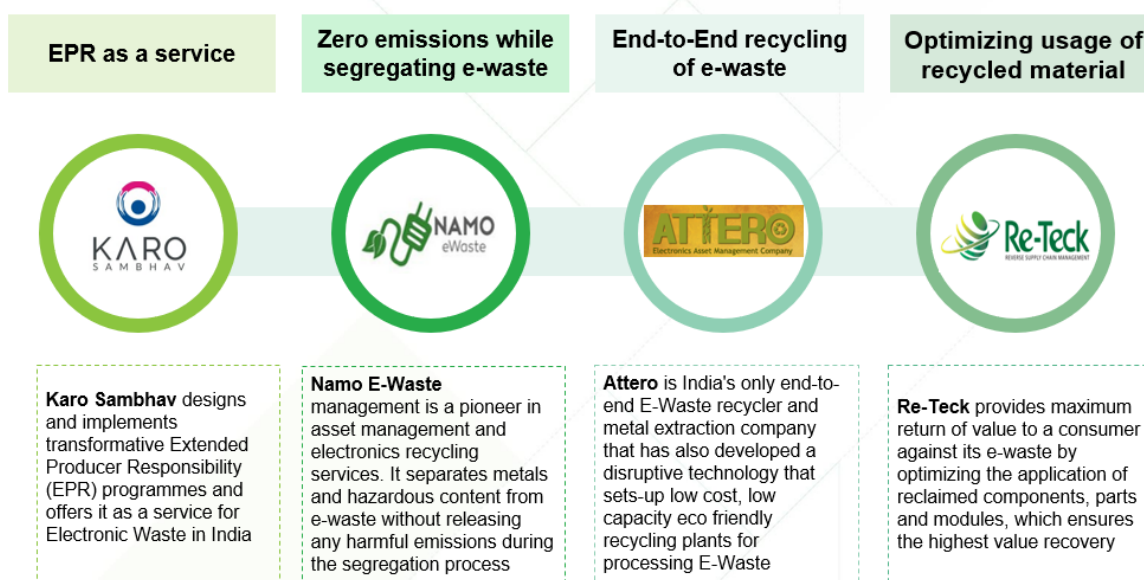 EPR as a service
Zero emissions while
segregating e-waste
End-to-End recycling
of e-waste
Optimizing usage of
recycled material
KARO
SAMBHAV
NAMO
eWaste
ATTERO
Electronics Asset Management Company
Re-Teck
REVERSE SUPPLY CHAIN MANAGEMENT
Karo Sambhav designs
and implements
transformative Extended
Producer Responsibility
(EPR) programmes and
offers it as a service for
Electronic Waste in India
Namo E-Waste
management is a pioneer in
asset management and
electronics recycling
services. It separates metals
and hazardous content from
e-waste without releasing
any harmful emissions during
the segregation process
Attero is India's only end-to-
end E-Waste recycler and
metal extraction company
that has also developed a
disruptive technology that
sets-up low cost, low
capacity eco friendly
recycling plants for
processing E-Waste
Re-Teck provides maximum
return of value to a consumer
against its e-waste by
optimizing the application of
reclaimed components, parts
and modules, which ensures
the highest value recovery